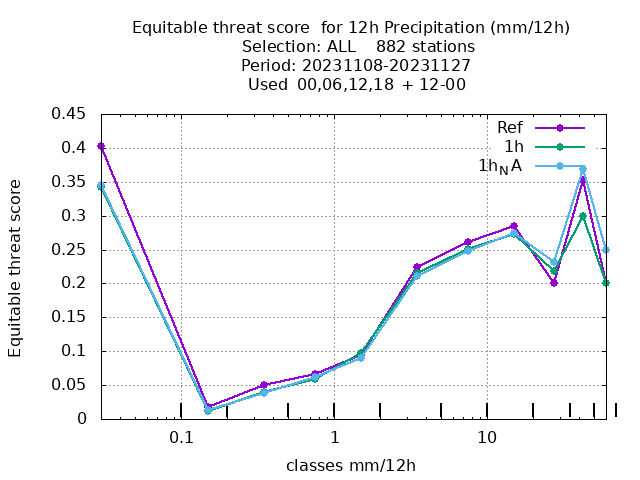 Equitable threat score  for 12h Precipitation (mm/12h)
Selection: ALL    882 stations
Period: 20231108-20231127
Used  00,06,12,18  + 12-00
Ref
1h
1hNA
0.45
0.4
0.35
0.3
0.25
0.2
0.15
0.1
0.05
0
Equitable threat score
0.1
1
10
classes mm/12h